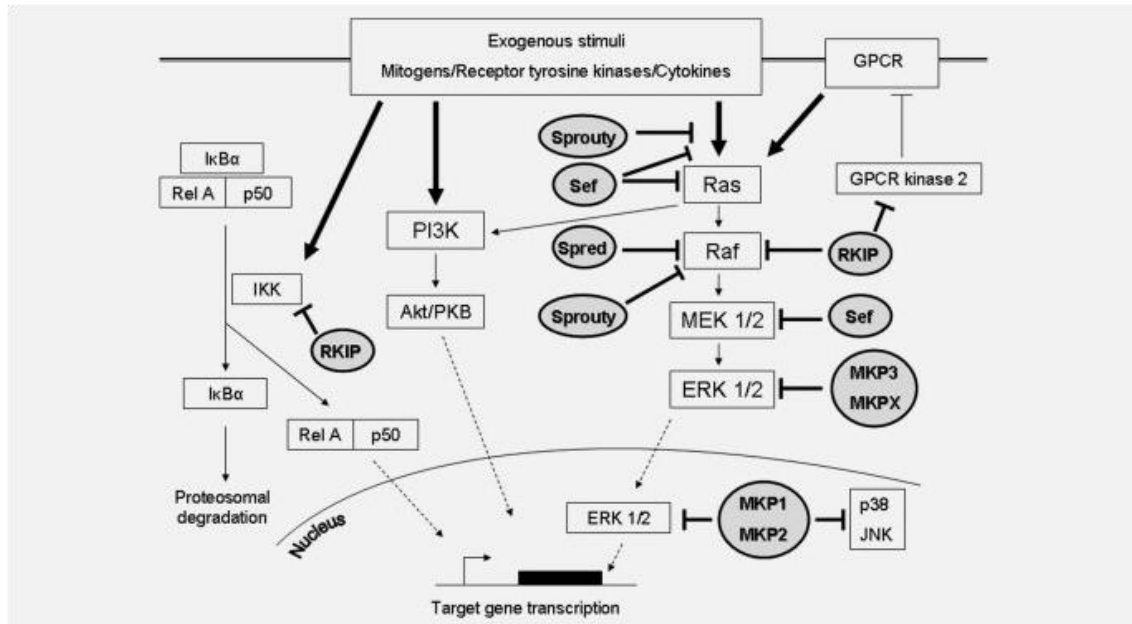 Exogenous stimuli
Mitogens/Receptor tyrosine kinases/Cytokines
GPCR
Sprouty
IκBα
Rel A p50
Sef
Ras
GPCR kinase 2
PI3K
Spred
Raf
RKIP
IKK
Akt/PKB
Sprouty
MEK 1/2
Sef
RKIP
IκBα
ERK 1/2
MKP3
MKPX
Rel A p50
Proteosomal
degradation
Nucleus
ERK 1/2
MKP1
MKP2
p38
JNK
Target gene transcription